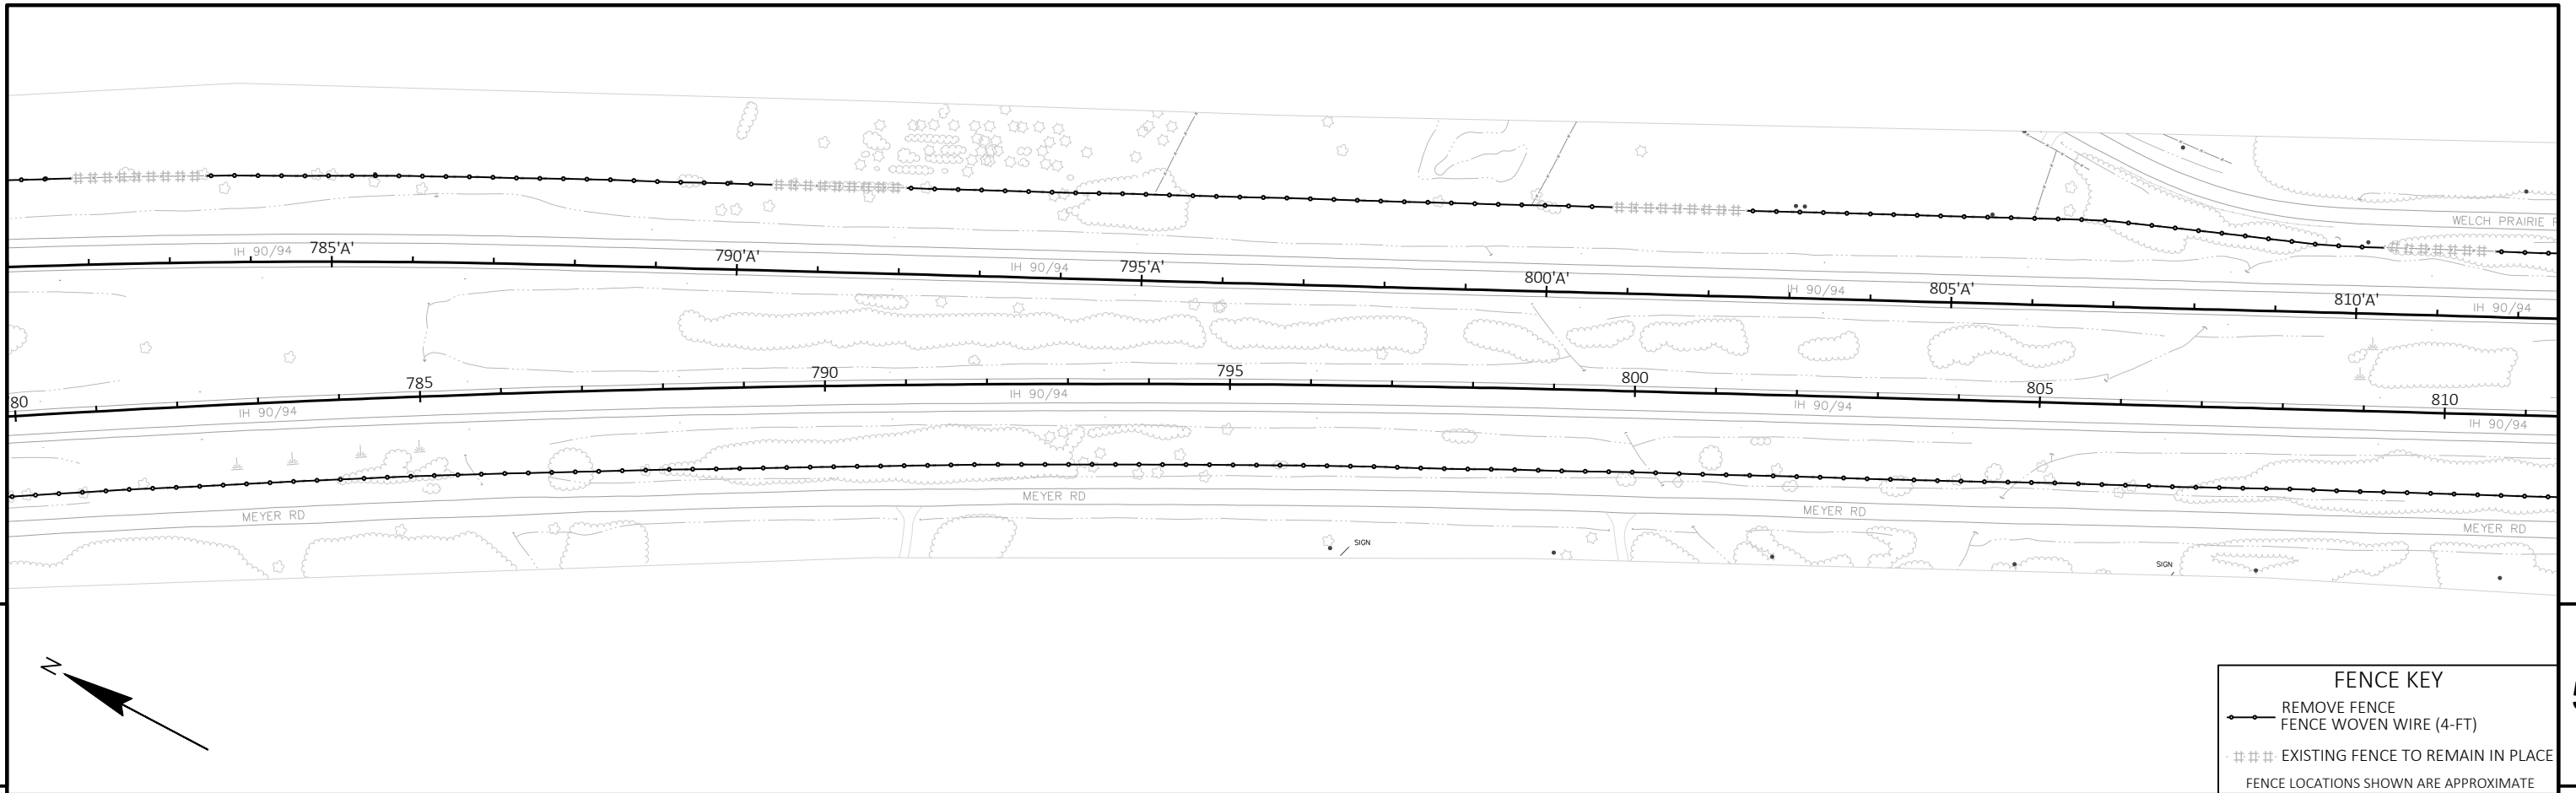 WELCH PRAIRIE
IH 90/94
785'A'
790'A'
IH 90/94
795'A'
800'A'
IH 90/94
805'A'
810'A'
IH 90/94
80
IH 90/94
785
790
IH 90/94
795
800
IH 90/94
805
810
IH 90/94
MEYER RD
MEYER RD
MEYER RD
MEYER RD
SIGN
SIGN
N
FENCE KEY
REMOVE FENCE
FENCE WOVEN WIRE (4-FT)
EXISTING FENCE TO REMAIN IN PLACE
FENCE LOCATIONS SHOWN ARE APPROXIMATE